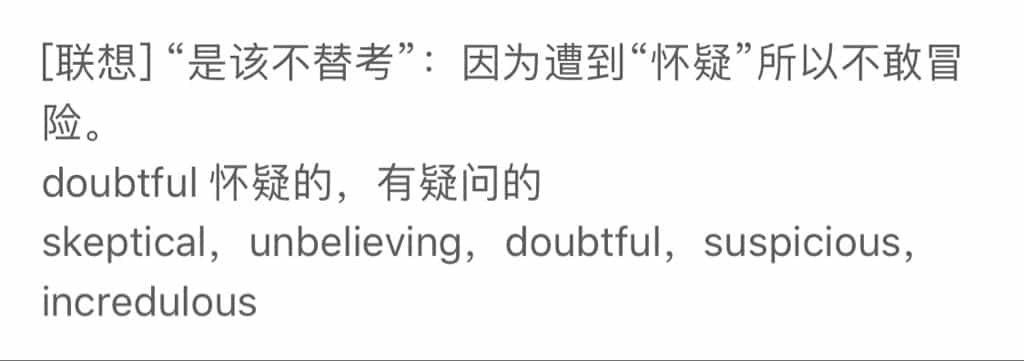 [联想] “是该不替考”：因为遭到“怀疑”所以不敢冒
险。
doubtful 怀疑的，有疑问的
skeptical，unbelieving，doubtful，suspicious，
incredulous